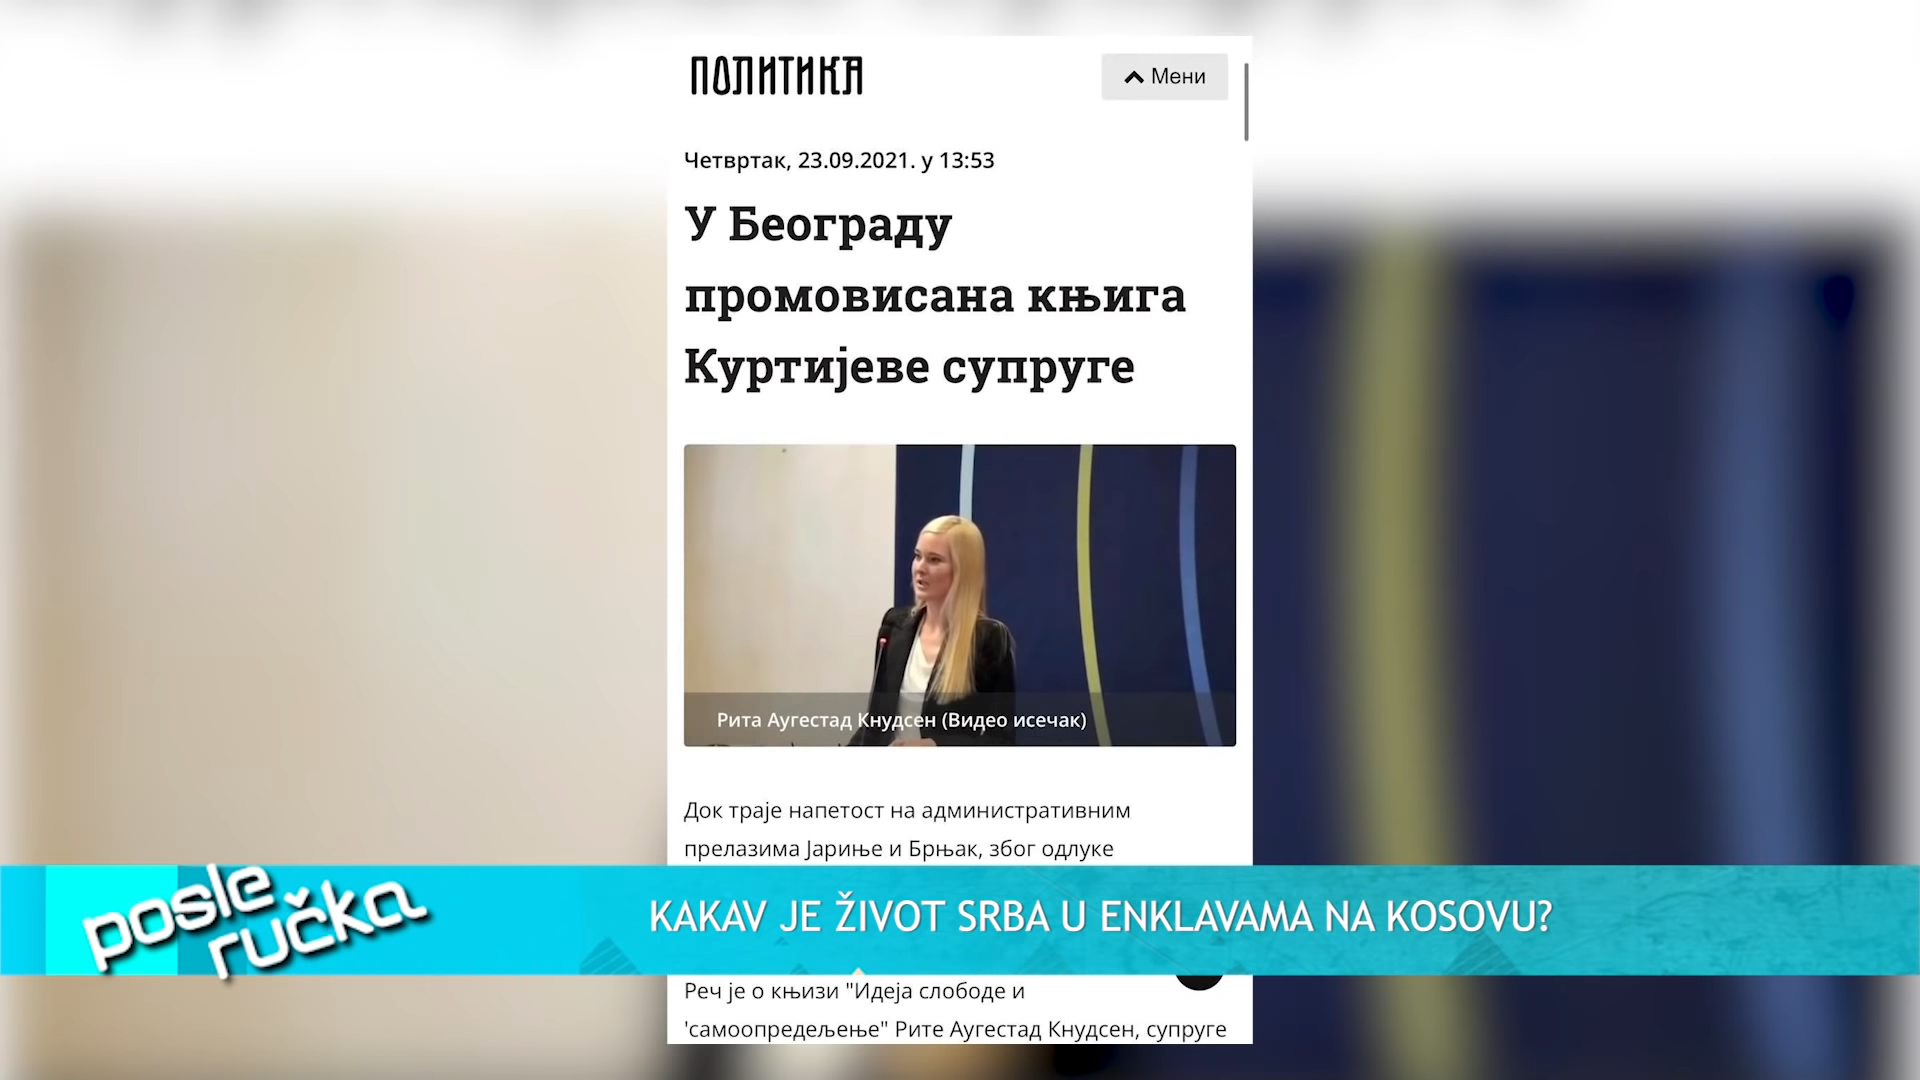 ПОЛИТИКА
Мени
Четвртак, 23.09.2021. у 13:53
У Београду
промовисана књига
Куртијеве супруге
Рита Аугестад Кнудсен (Видео исечак)
Док траје напетост на административним
прелазима Јариње и Брњак, због одлуке
posle
ručka
KAKAV JE ŽIVOT SRBA U ENKLAVAMA NA KOSOVU?
Реч је о књизи "Идеја слободе и
'самоопредељење" Рите Аугестад Кнудсен, супруге